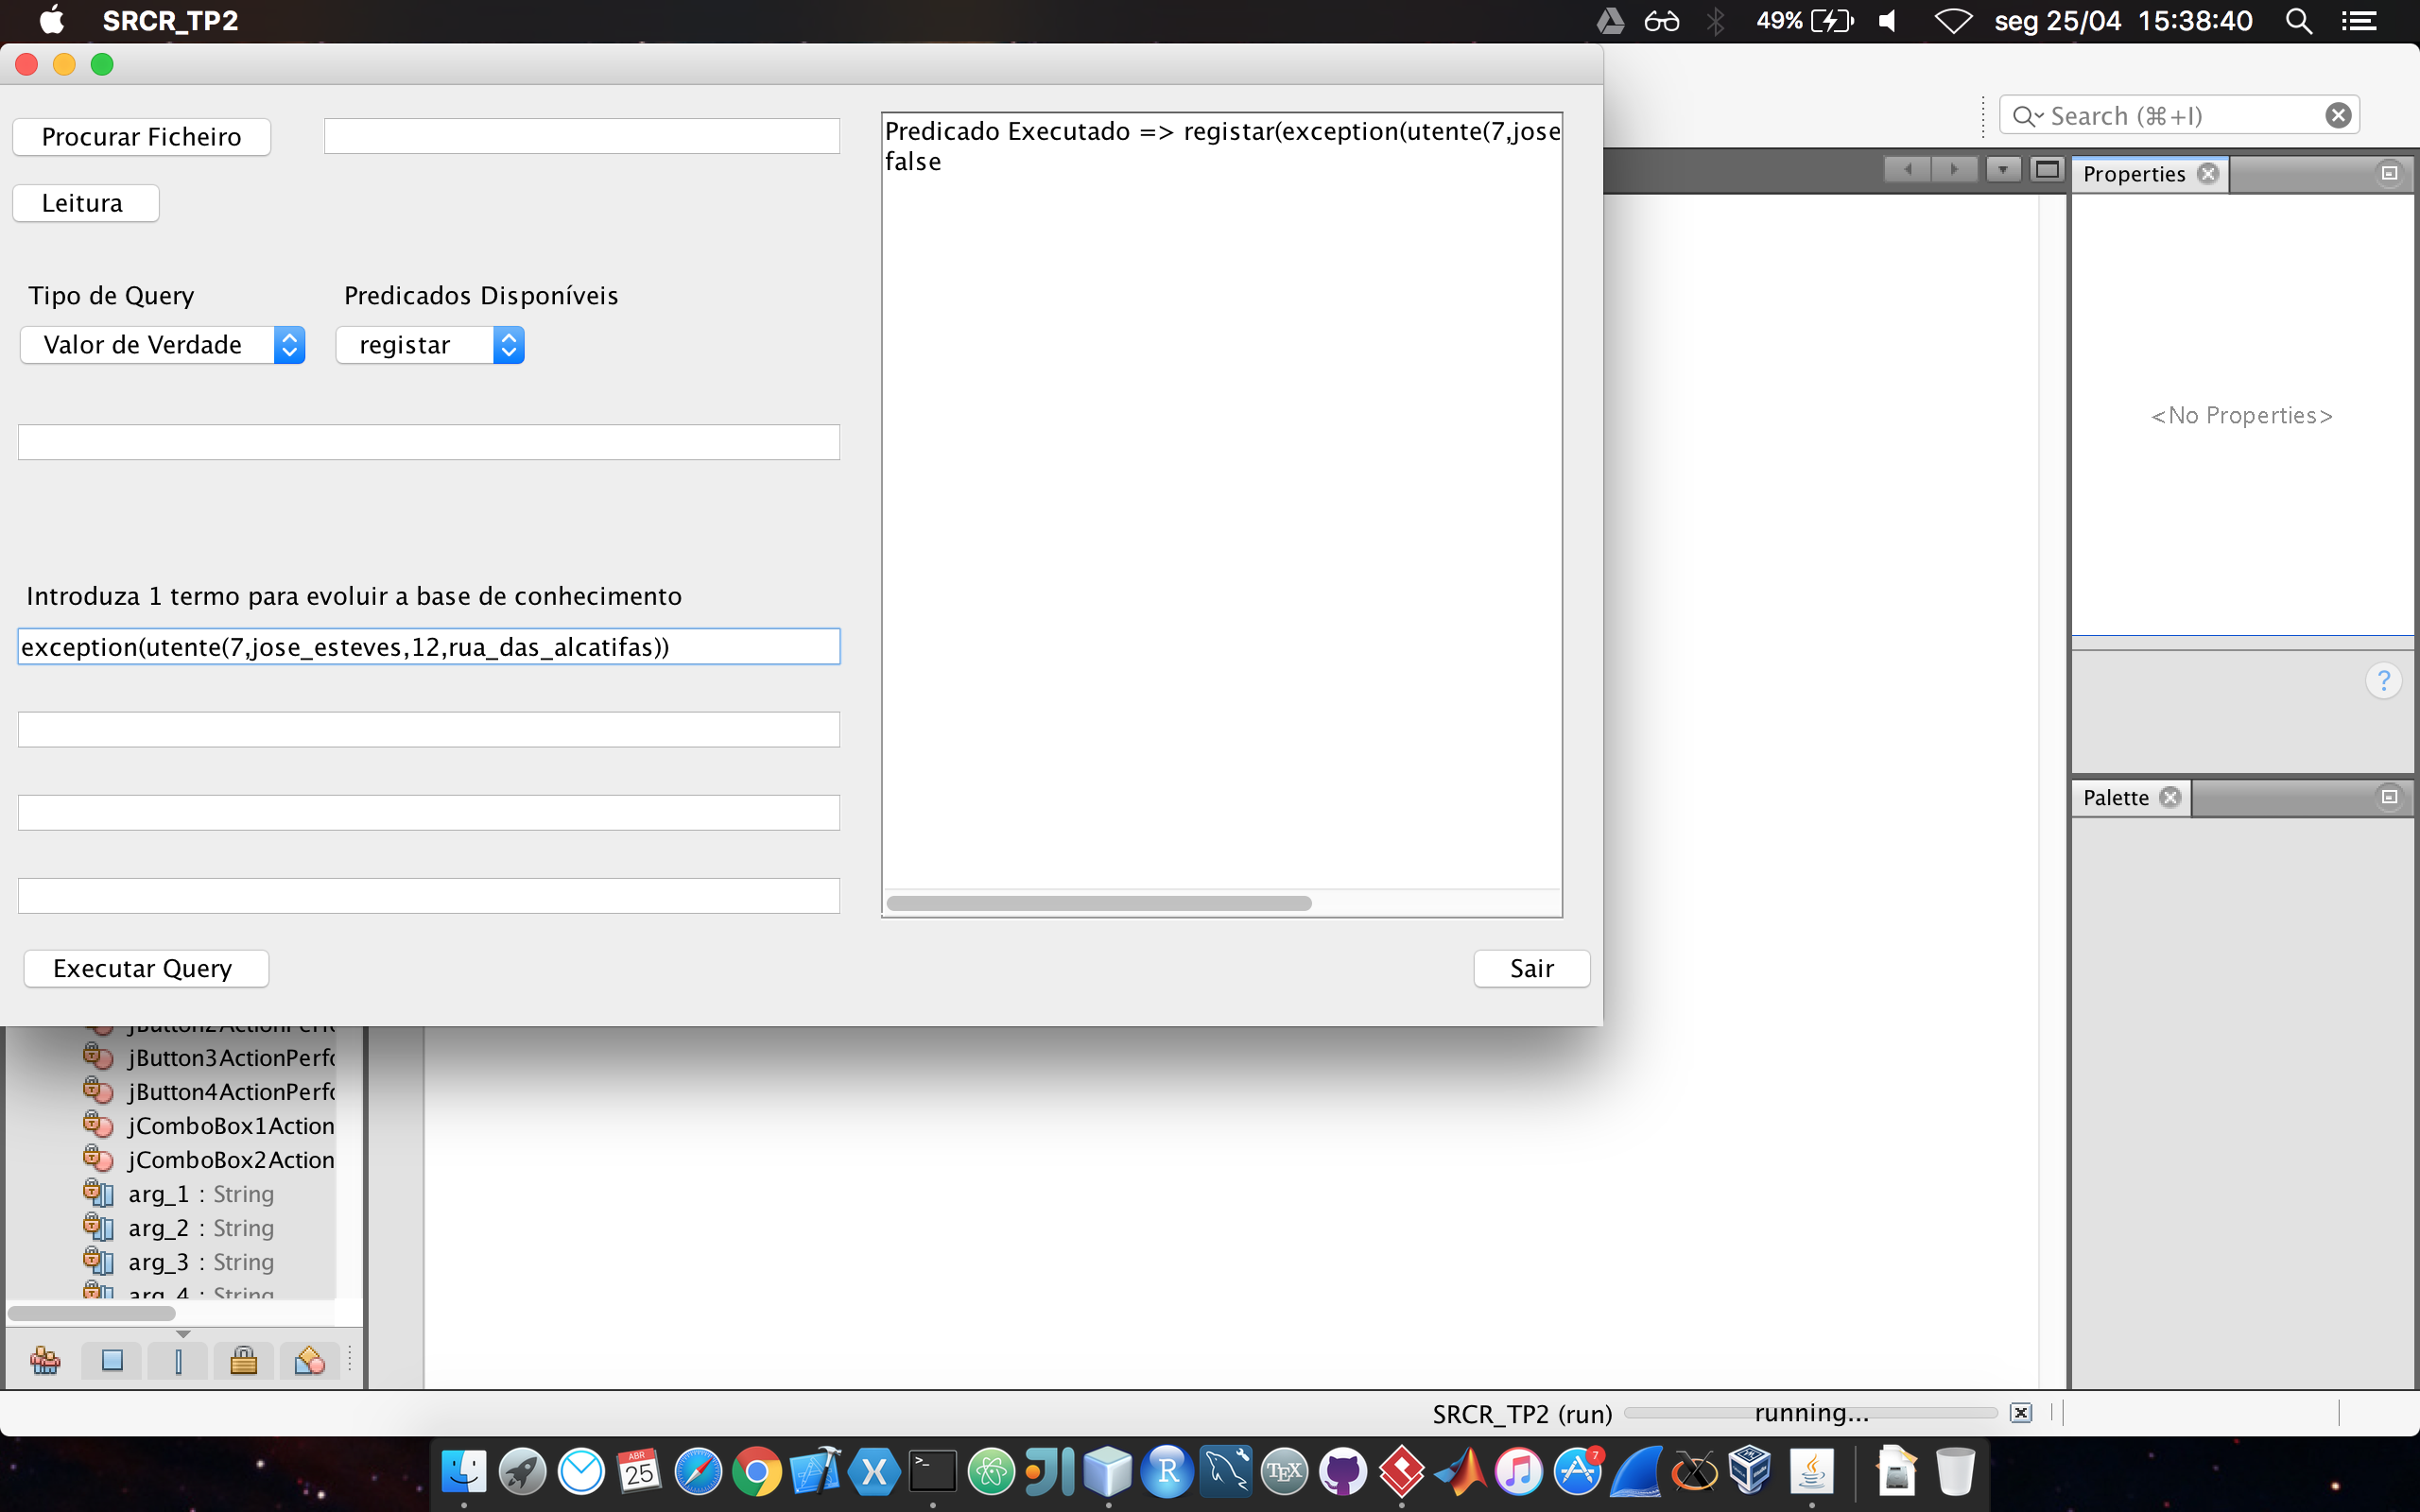 SRCR_TP2
49%
seg 25/04 15:38:40
Procurar Ficheiro
Leitura
Tipo de Query
Predicados Disponíveis
Valor de Verdade
registar
Introduza 1 termo para evoluir a base de conhecimento
exception(utente(7,jose_esteves,12,rua_das_alcatifas))
Executar Query
Predicado Executado => registar(exception(utente(7,jose
false
Sair
Search (⌘+I)
Properties
<No Properties>
?
Palette
jButton2ActionPerfo
jButton3ActionPerfo
jButton4ActionPerfo
jComboBox1Action
jComboBox2Action
arg_1 : String
arg_2 : String
arg_3 : String
arg_4 : String
SRCR_TP2 (run)
running...
ABR
25
X
>_
R
TEX
7